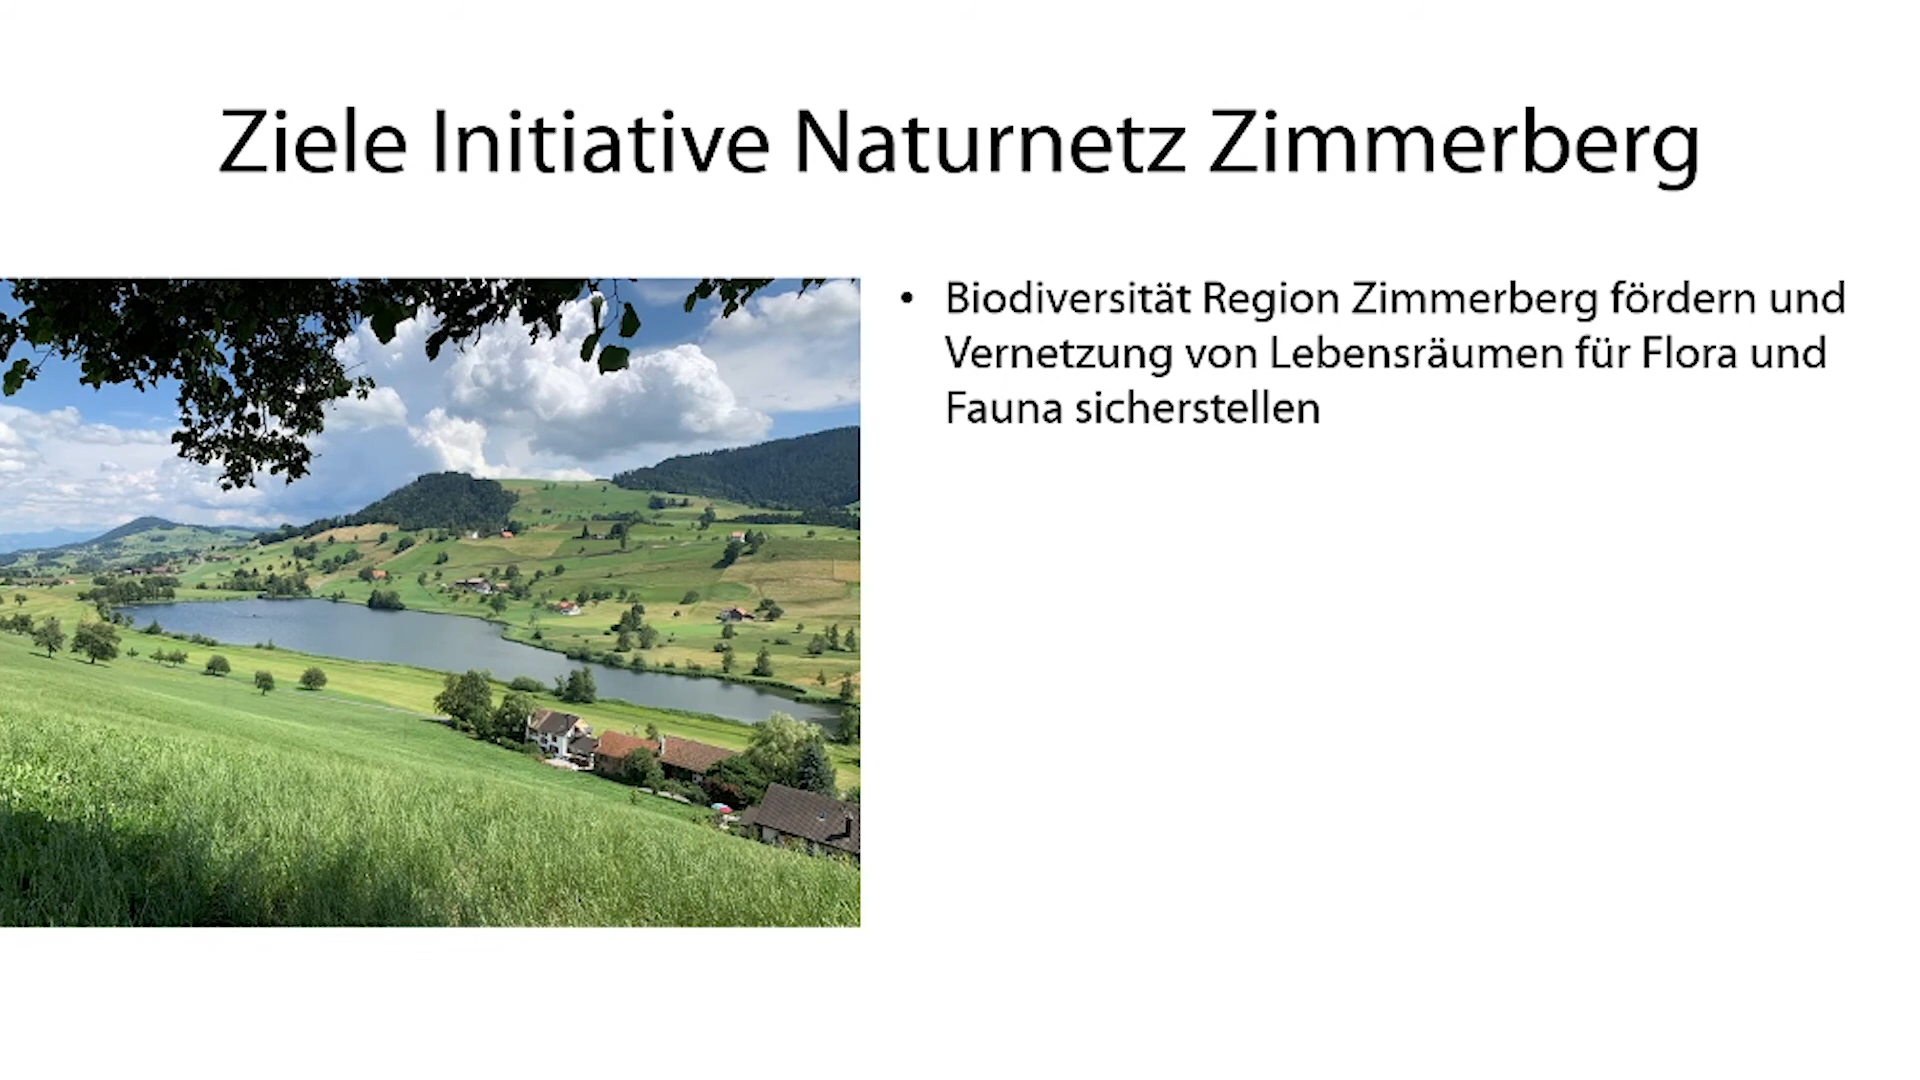 Ziele Initiative Naturnetz Zimmerberg
• Biodiversität Region Zimmerberg fördern und
Vernetzung von Lebensräumen für Flora und
Fauna sicherstellen